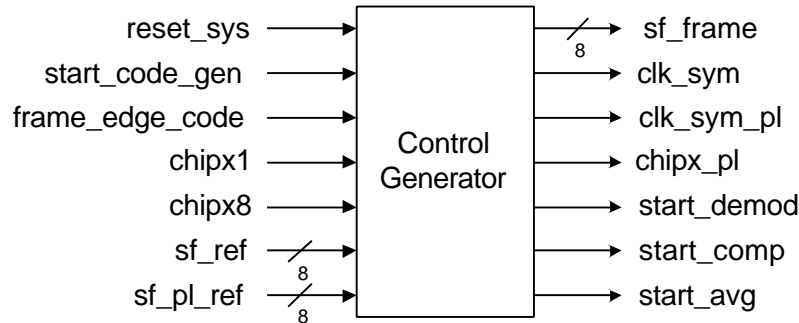 reset_sys
start_code_gen
frame_edge_code
chipx1
chipx8
sf_ref
8
sf_pl_ref
8
Control
Generator
sf_frame
8
clk_sym
clk_sym_pl
chipx_pl
start_demod
start_comp
start_avg